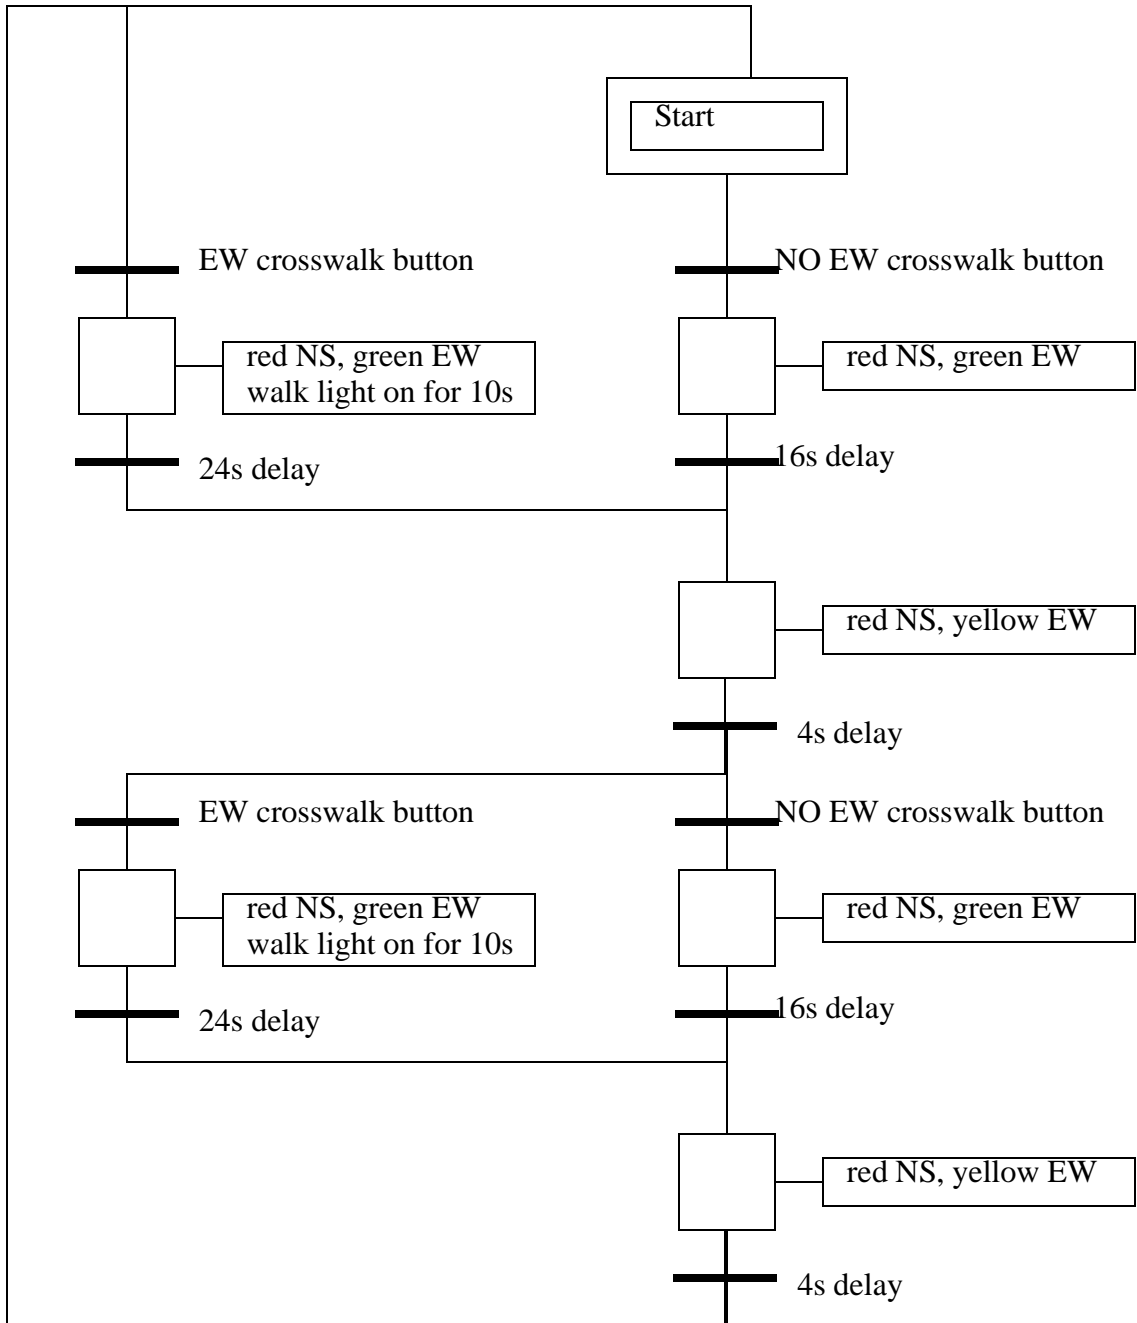 Start
EW crosswalk button
NO EW crosswalk button
red NS, green EW
walk light on for 10s
red NS, green EW
24s delay
16s delay
red NS, yellow EW
4s delay
EW crosswalk button
NO EW crosswalk button
red NS, green EW
walk light on for 10s
red NS, green EW
24s delay
16s delay
red NS, yellow EW
4s delay